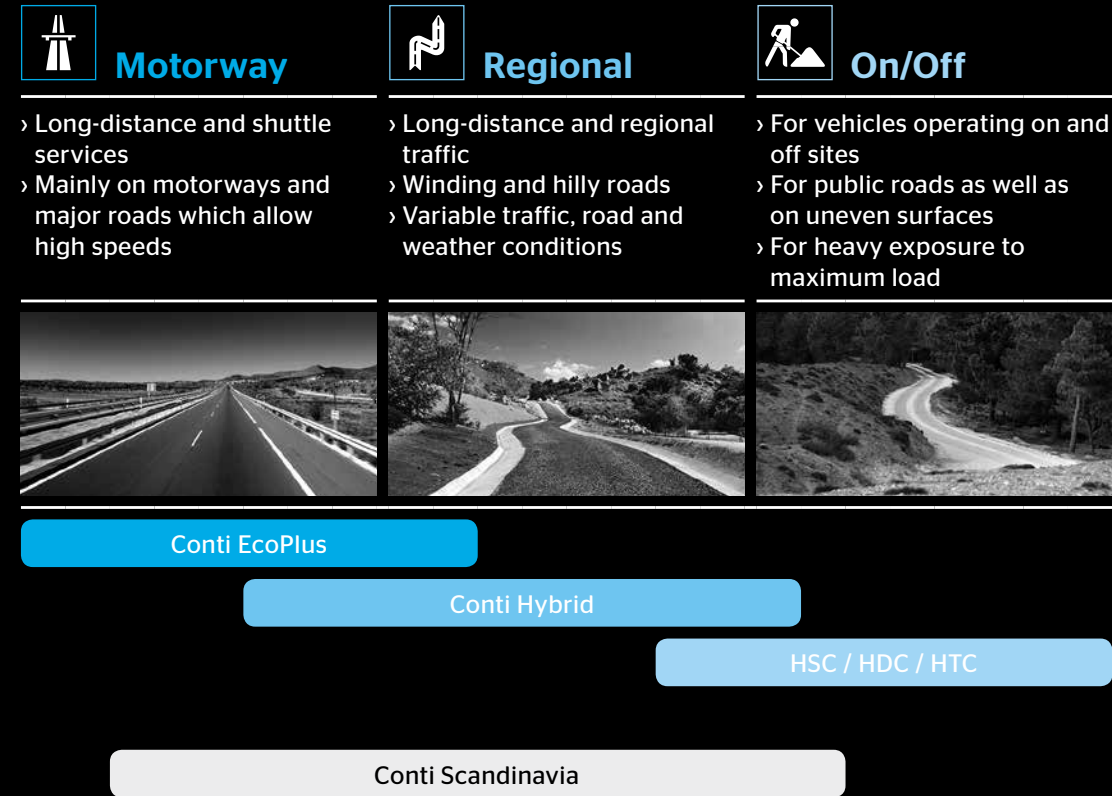 Motorway
› Long-distance and shuttle
services
› Mainly on motorways and
major roads which allow
high speeds
Regional
› Long-distance and regional
traffic
› Winding and hilly roads
› Variable traffic, road and
weather conditions
On/Off
› For vehicles operating on and
off sites
› For public roads as well as
on uneven surfaces
› For heavy exposure to
maximum load
Conti EcoPlus
Conti Hybrid
HSC / HDC / HTC
Conti Scandinavia